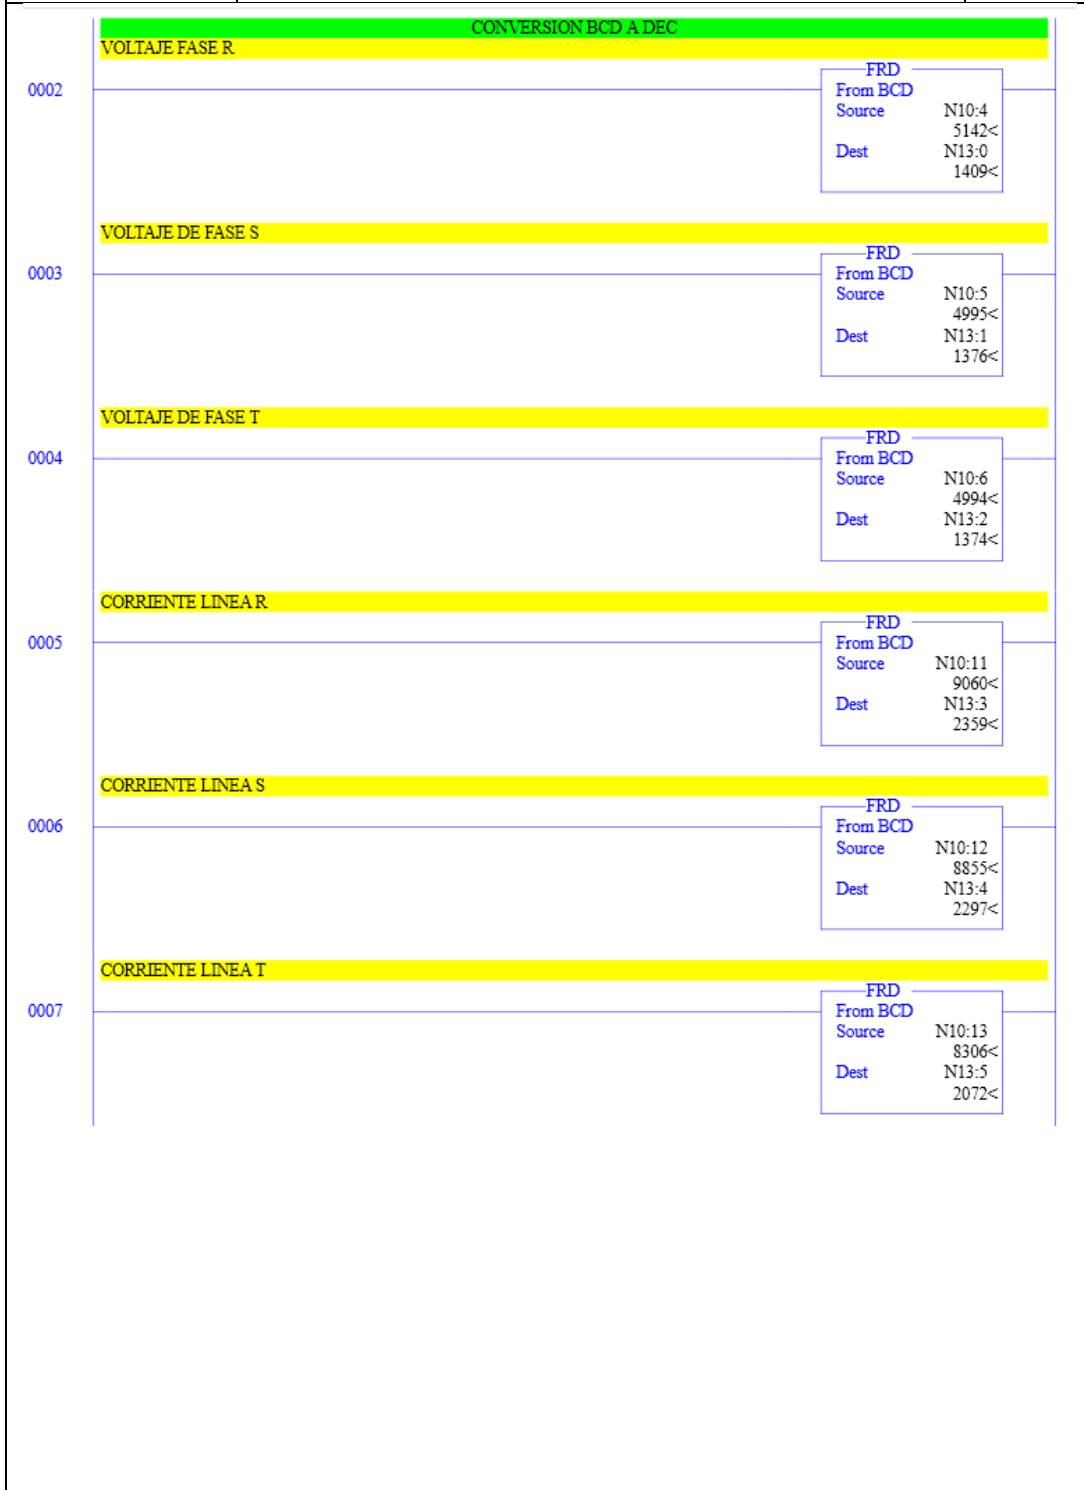 CONVERSION BCD A DEC
VOLTAJE FASE R
0002
FRD
From BCD
Source N10:4
5142<
Dest N13:0
1409<
VOLTAJE DE FASE S
0003
FRD
From BCD
Source N10:5
4995<
Dest N13:1
1376<
VOLTAJE DE FASE T
0004
FRD
From BCD
Source N10:6
4994<
Dest N13:2
1374<
CORRIENTE LINEA R
0005
FRD
From BCD
Source N10:11
9060<
Dest N13:3
2359<
CORRIENTE LINEA S
0006
FRD
From BCD
Source N10:12
8855<
Dest N13:4
2297<
CORRIENTE LINEA T
0007
FRD
From BCD
Source N10:13
8306<
Dest N13:5
2072<